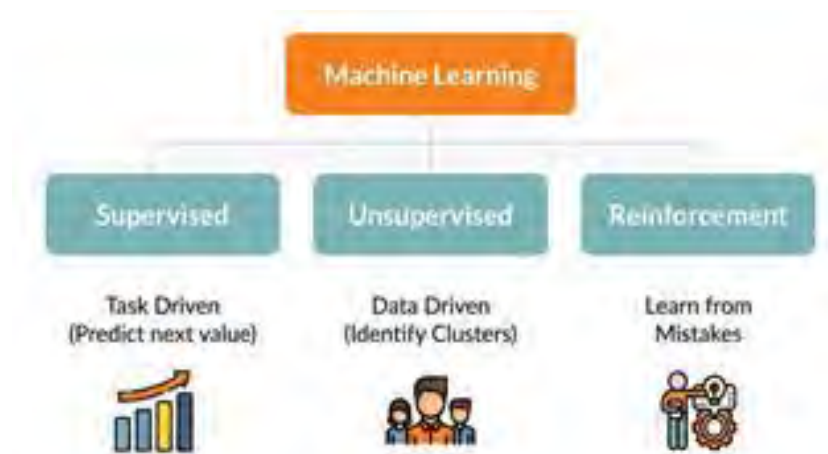 Machine Learning
Supervised
Unsupervised
Reinforcement
Task Driven
(Predict next value)
Data Driven
(Identify Clusters)
Learn from
Mistakes